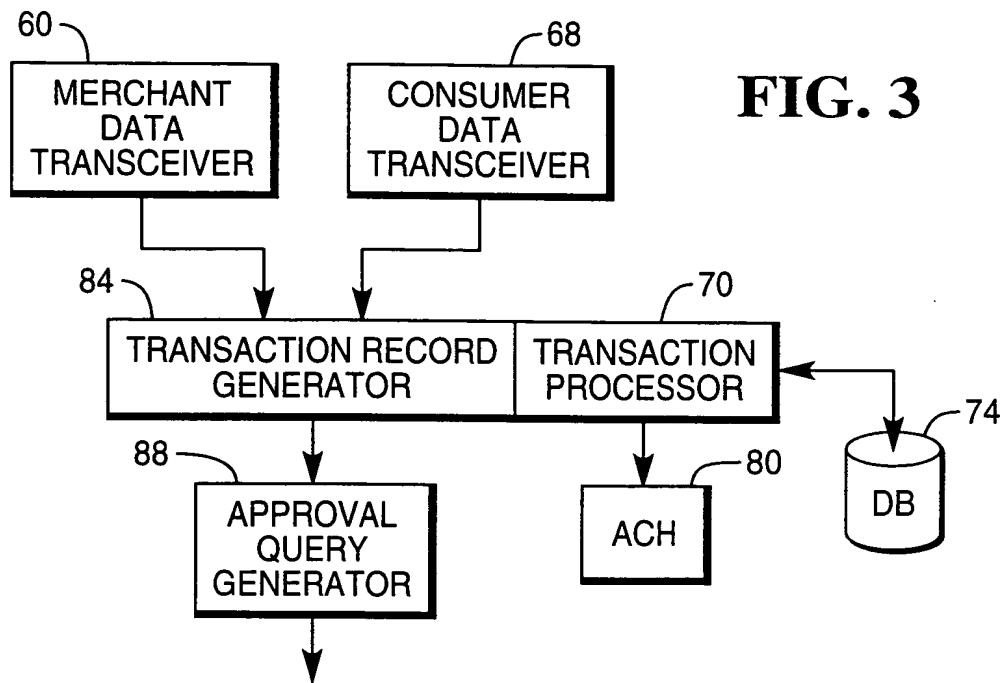 60
68
MERCHANT
DATA
TRANSCEIVER
CONSUMER
DATA
TRANSCEIVER
FIG. 3
84
70
TRANSACTION RECORD
GENERATOR
TRANSACTION
PROCESSOR
74
DB
88
80
APPROVAL
QUERY
GENERATOR
ACH